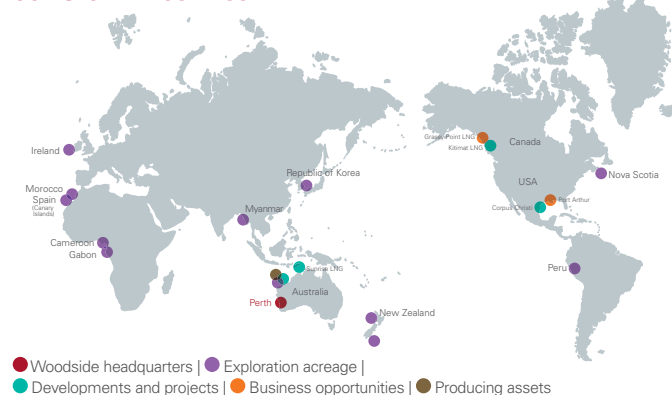 Grassy Point LNG
Kitimat LNG
Canada
Ireland
Republic of Korea
Nova Scotia
USA
Morocco
Spain
(Canary
Islands)
Port Arthur
Corpus Christi
Myanmar
Cameroon
Gabon
Sunrise LNG
Peru
Australia
Perth
New Zealand
Woodside headquarters | Exploration acreage |
Developments and projects | Business opportunities | Producing assets